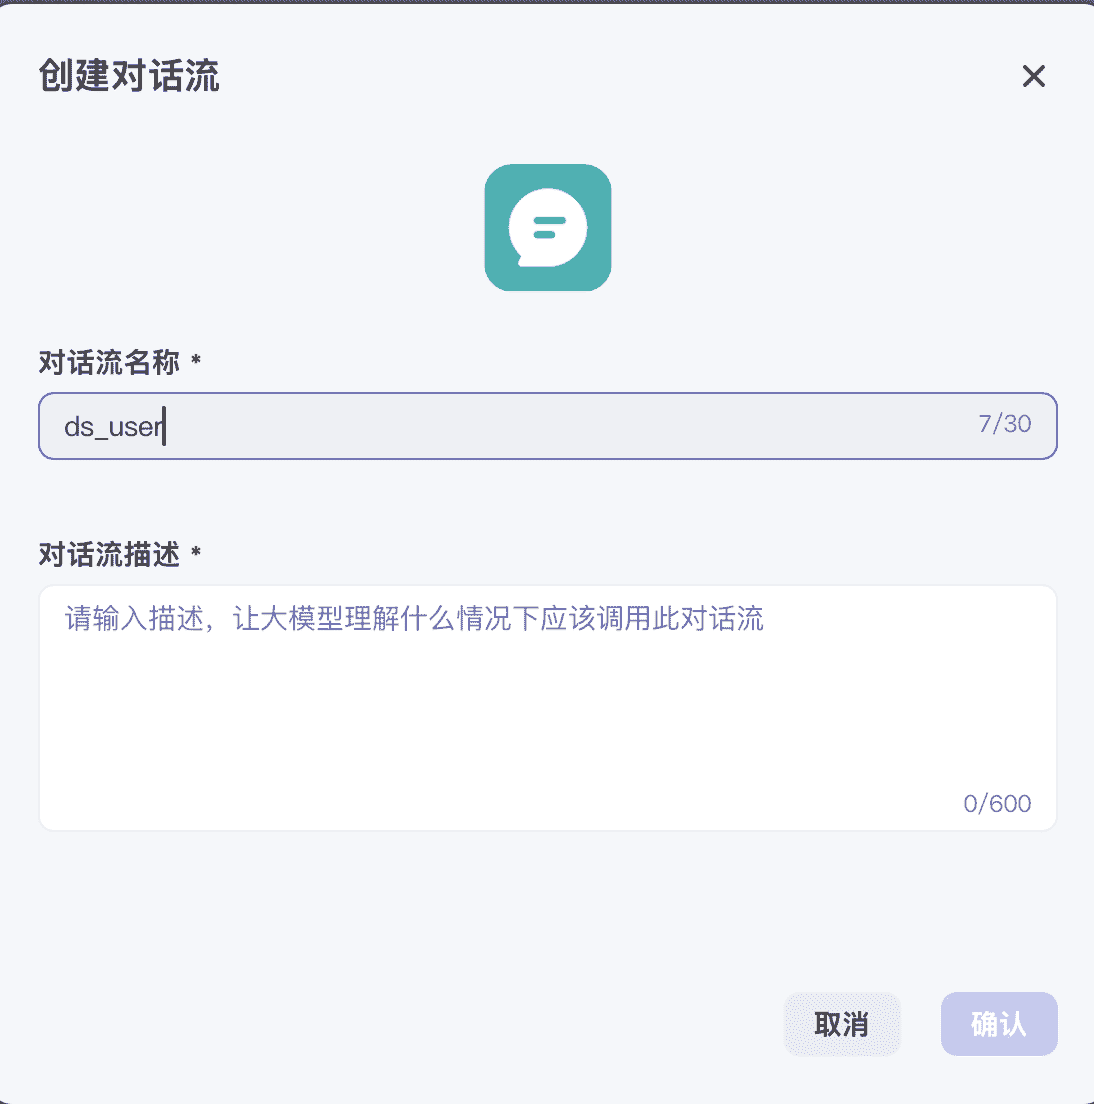 创建对话流
对话流名称 *
ds_user
7/30
对话流描述 *
请输入描述，让大模型理解什么情况下应该调用此对话流
0/600
取消
确认